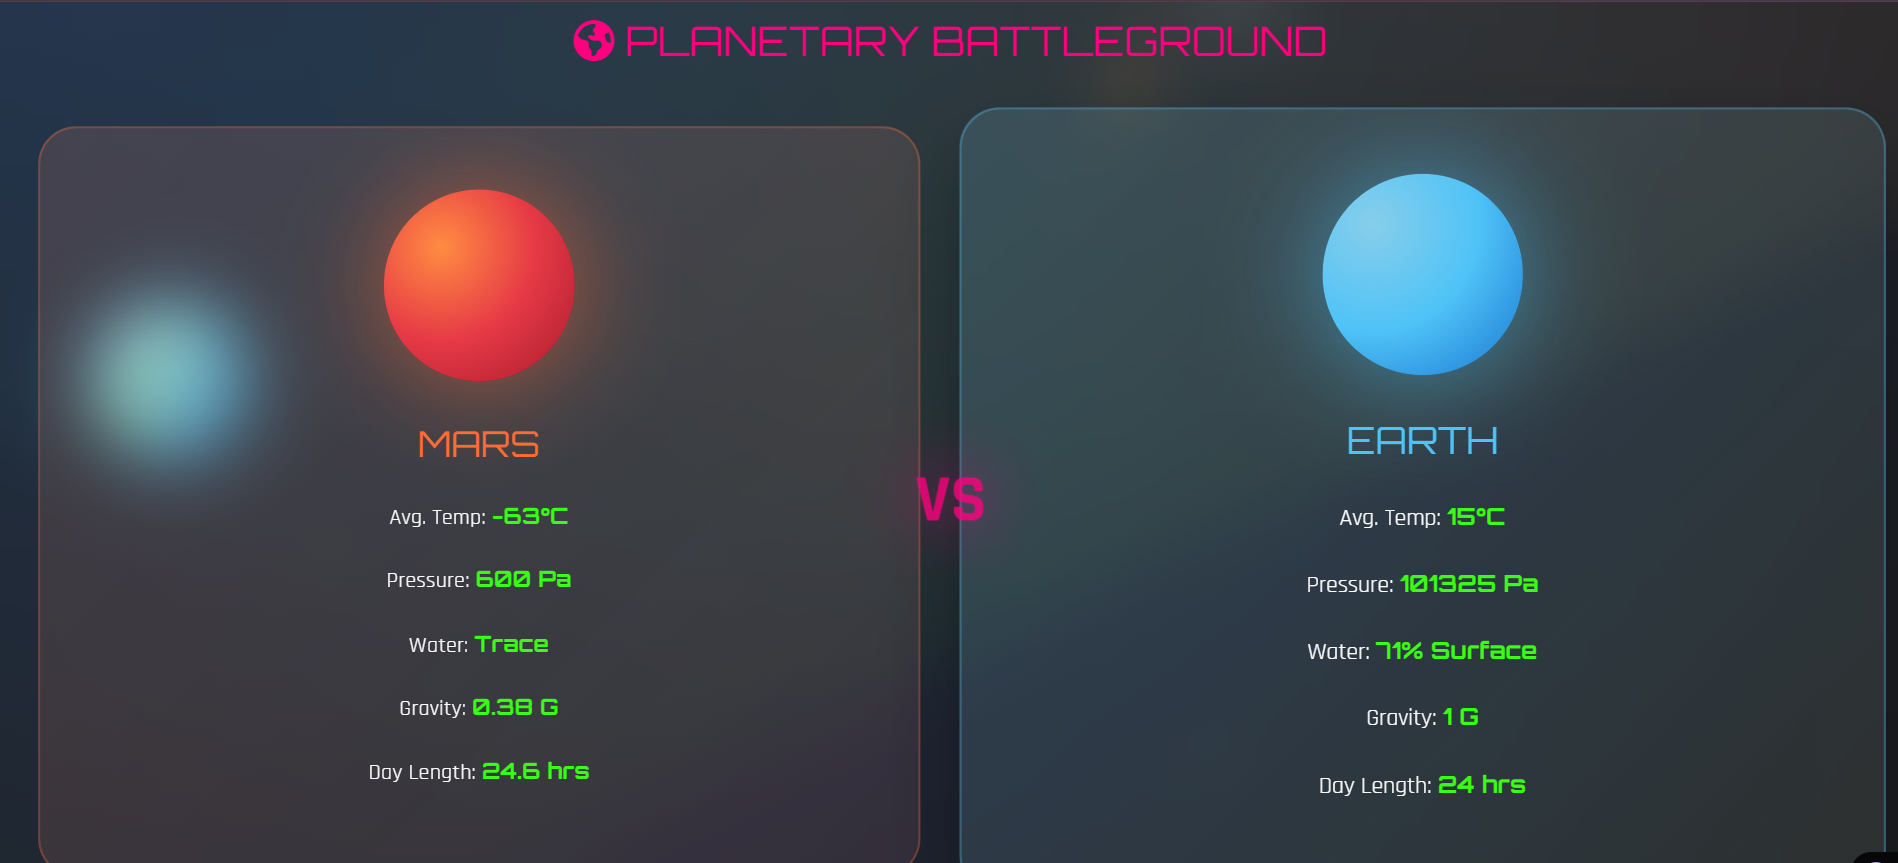 PLANETARY BATTLEGROUND
MARS
Avg. Temp: -63°C
Pressure: 600 Pa
Water: Trace
Gravity: 0.38 G
Day Length: 24.6 hrs
VS
EARTH
Avg. Temp: 15°C
Pressure: 101325 Pa
Water: 71% Surface
Gravity: 1 G
Day Length: 24 hrs